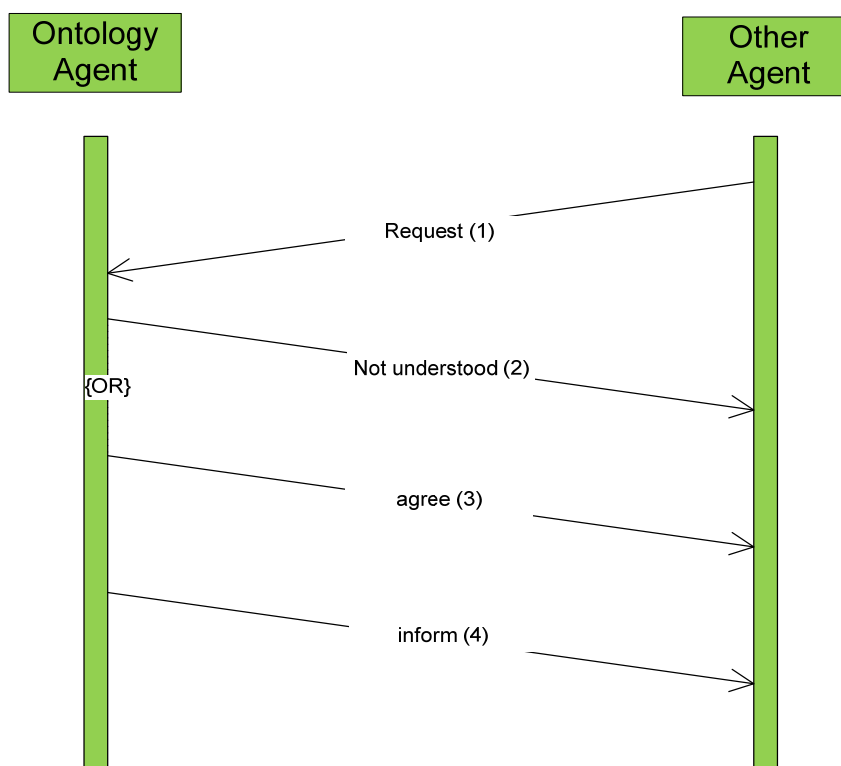 Ontology
Agent
Other
Agent
Request (1)
Not understood (2)
{OR}
agree (3)
inform (4)